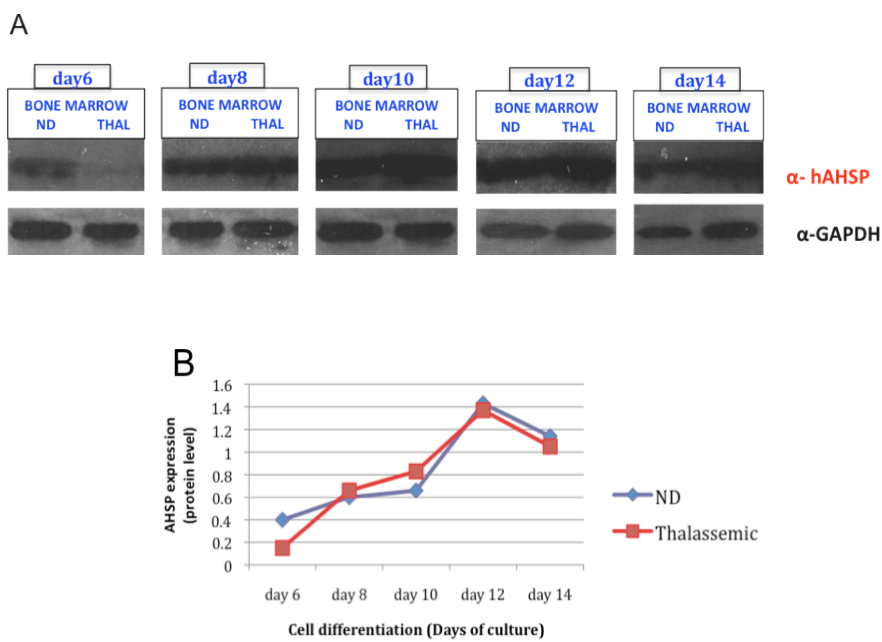 A
day6 day8 day10 day12 day14
BONE MARROW BONE MARROW BONE MARROW BONE MARROW BONE MARROW
ND THAL ND THAL ND THAL ND THAL ND THAL
α- hAHSP
α-GAPDH
B
AHSP expression
(protein level)
1.6
1.4
1.2
1
0.8
0.6
0.4
0.2
0
day 6 day 8 day 10 day 12 day 14
Cell differentiation (Days of culture)
ND
Thalassemic